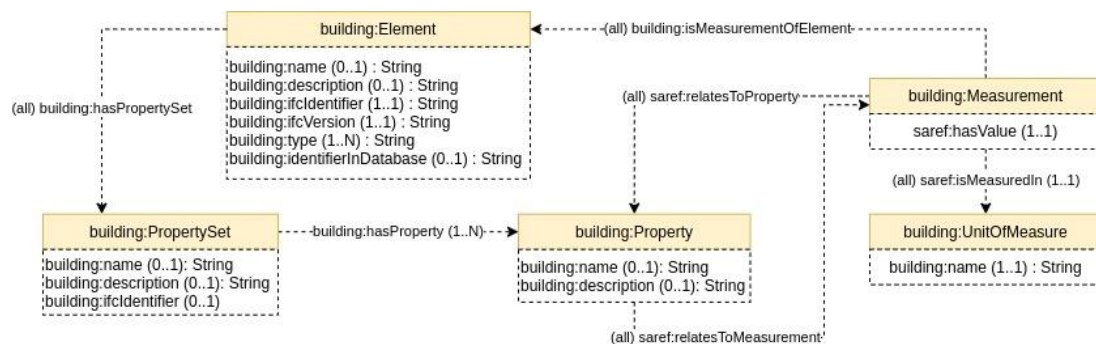 building:Element
building:name (0..1) : String
building:description (0..1) : String
building:ifcIdentifier (1..1) : String
building:ifcVersion (1..1) : String
building:type (1..N) : String
building:identifierInDatabase (0..1) : String
(all) building:isMeasurementOfElement
(all) building:hasPropertySet
(all) saref:relatesToProperty
building:Measurement
saref:hasValue (1..1)
(all) saref:isMeasuredIn (1..1)
building:PropertySet
building:name (0..1): String
building:description (0..1): String
building:ifcIdentifier (0..1)
building:hasProperty (1..N)
building:Property
building:name (0..1): String
building:description (0..1): String
building:UnitOfMeasure
building:name (1..1) : String
(all) saref:relatesToMeasurement